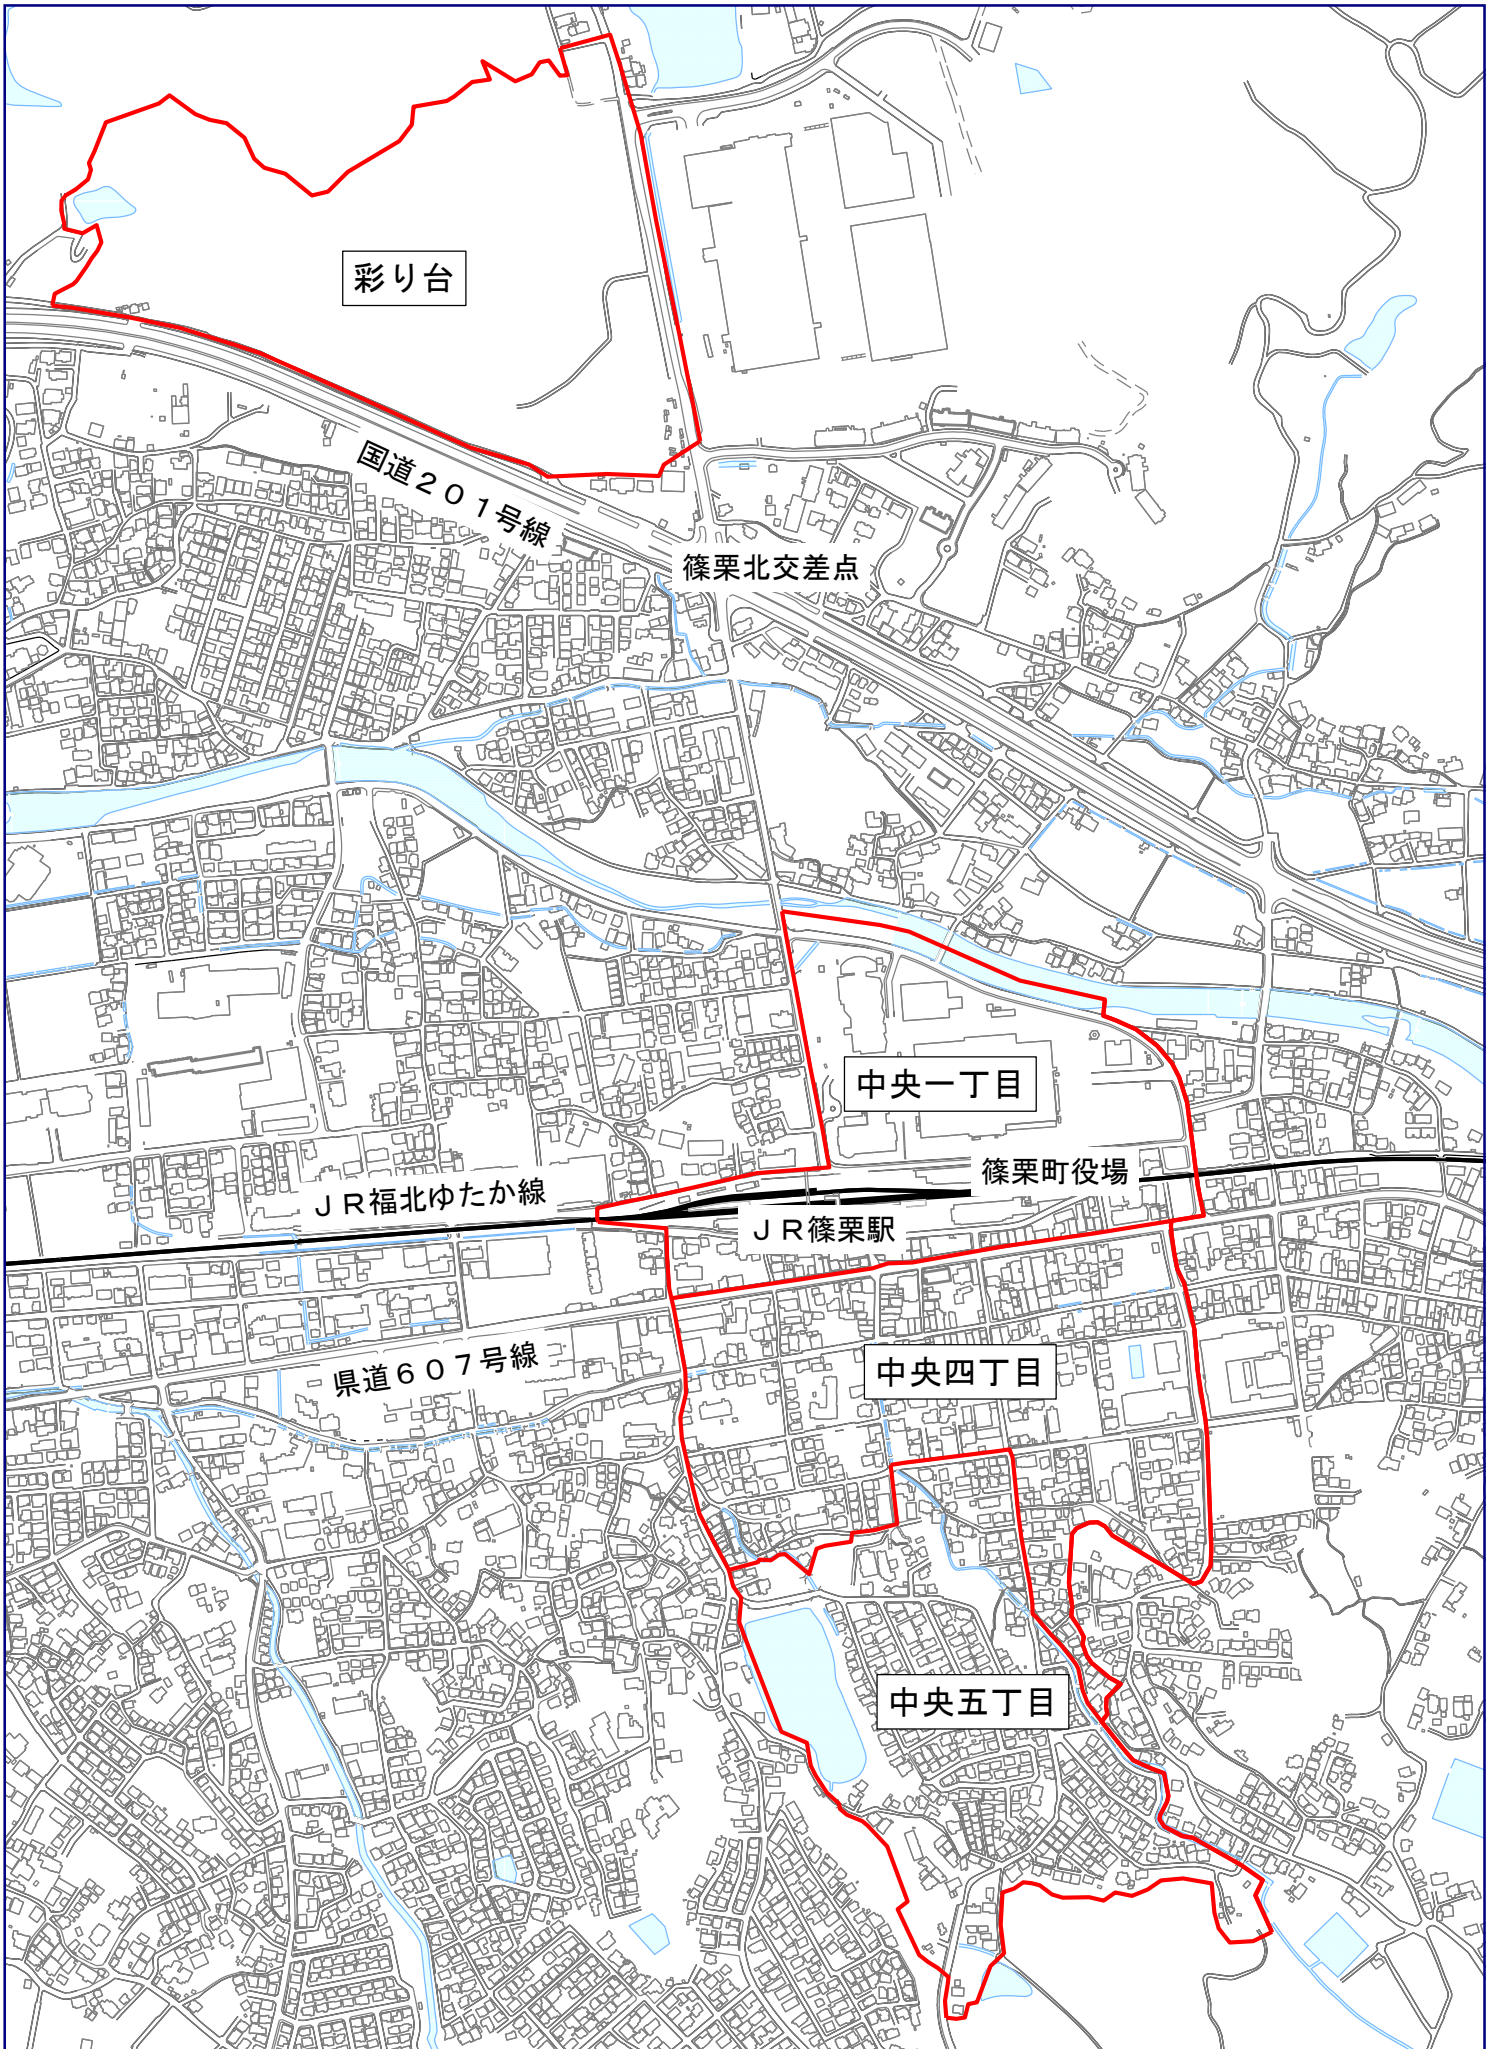 彩り台
国道２０１号線
篠栗北交差点
中央一丁目
篠栗町役場
ＪＲ福北ゆたか線
ＪＲ篠栗駅
県道６０７号線
中央四丁目
中央五丁目